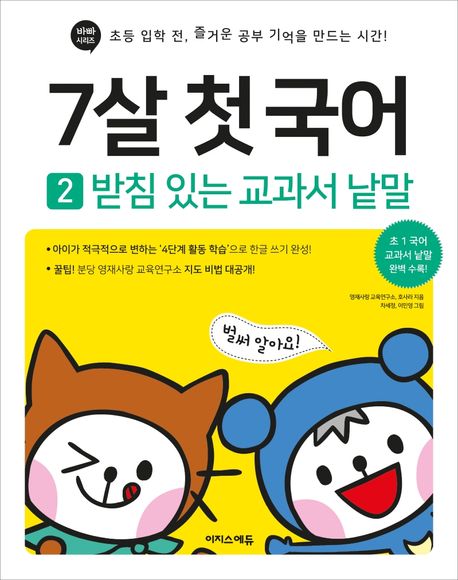 바빠
시리즈
초등 입학 전, 즐거운 공부 기억을 만드는 시간!
7살 첫 국어
2 받침 있는 교과서 낱말
• 아이가 적극적으로 변하는 '4단계 활동 학습'으로 한글 쓰기 완성!
• 꿀팁! 분당 영재사랑 교육연구소 지도 비법 대공개!
초 1 국어
교과서 낱말
완벽 수록!
영재사랑 교육연구소, 호사라 지음
차세정, 이민영 그림
벌써 알아요!
이지스에듀